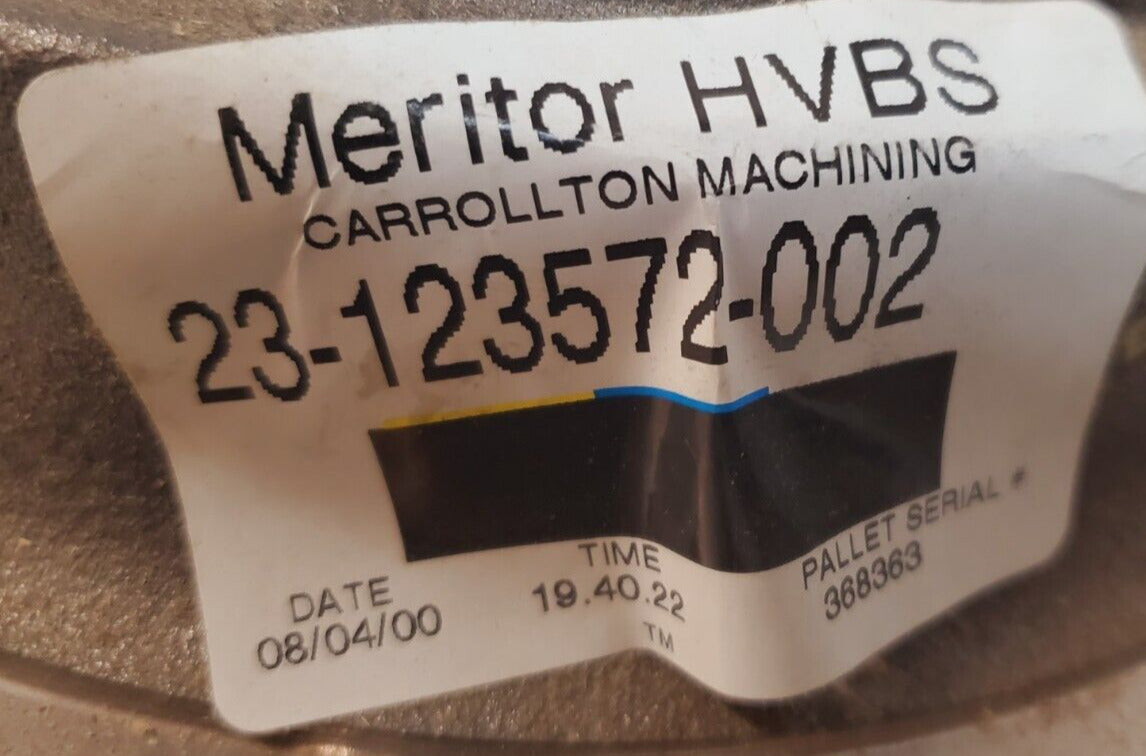 Meritor HVBS
CARROLLTON MACHINING
23-123572-002
DATE
08/04/00
TIME
19.40.22
TM
PALLET SERIAL #
368363